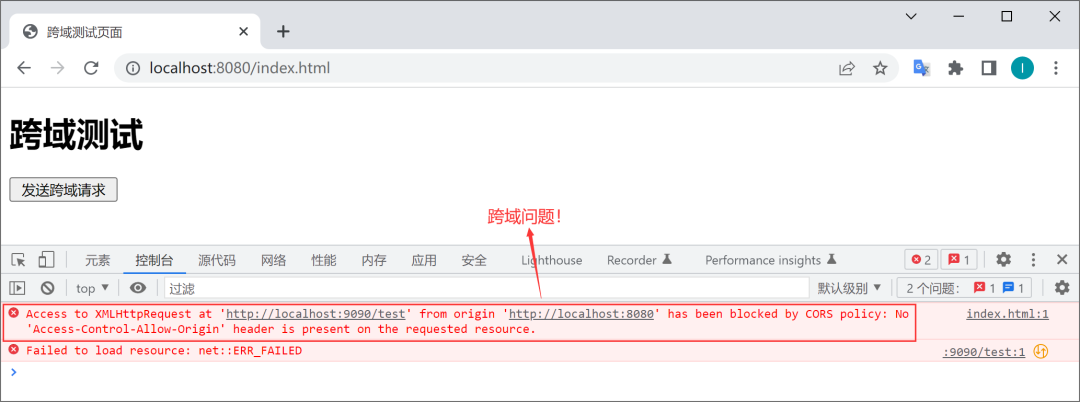 跨域测试页面
localhost:8080/index.html
I
跨域测试
发送跨域请求
跨域问题!
元素 控制台 源代码 网络 性能 内存 应用 安全 Lighthouse Recorder Performance insights 2 1
top 过滤 默认级别 2 个问题: 1 1
Access to XMLHttpRequest at 'http://localhost:9090/test' from origin 'http://localhost:8080' has been blocked by CORS policy: No index.html:1
'Access-Control-Allow-Origin' header is present on the requested resource.
Failed to load resource: net::ERR_FAILED :9090/test:1